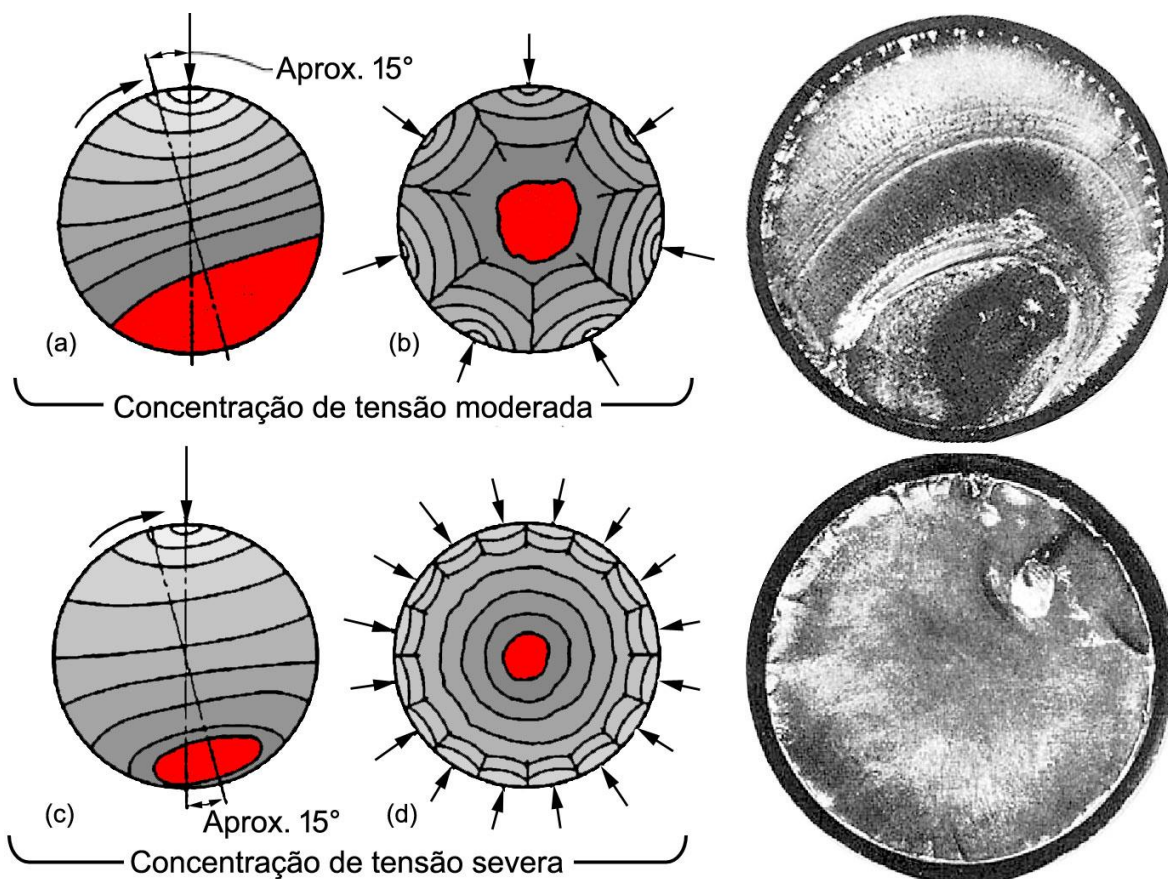 Aprox. 15°
(a)
(b)
Concentração de tensão moderada
(c)
Aprox. 15°
(d)
Concentração de tensão severa